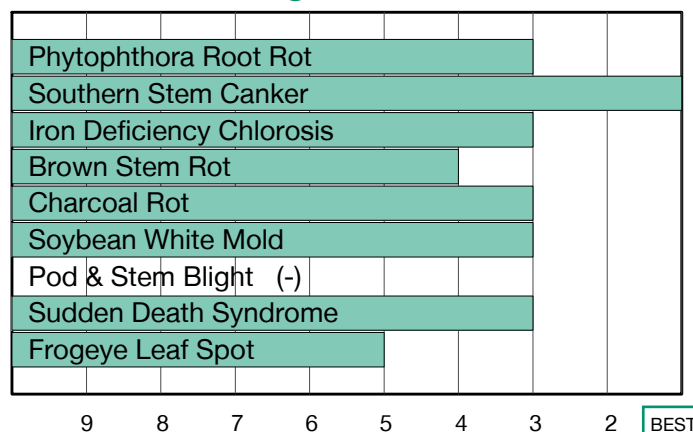 Phytophthora Root Rot
Southern Stem Canker
Iron Deficiency Chlorosis
Brown Stem Rot
Charcoal Rot
Soybean White Mold
Pod & Stem Blight (-)
Sudden Death Syndrome
Frogeye Leaf Spot
9 8 7 6 5 4 3 2 BEST